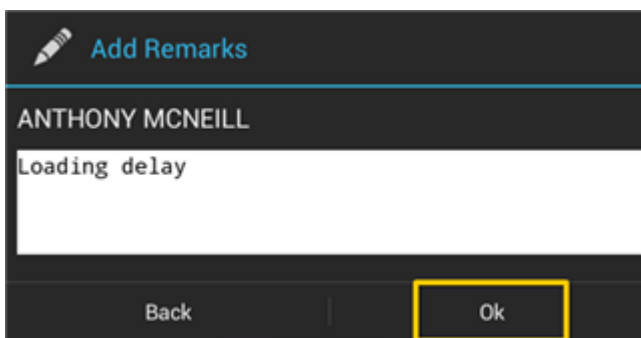 Add Remarks
ANTHONY MCNEILL
Loading delay
Back
Ok